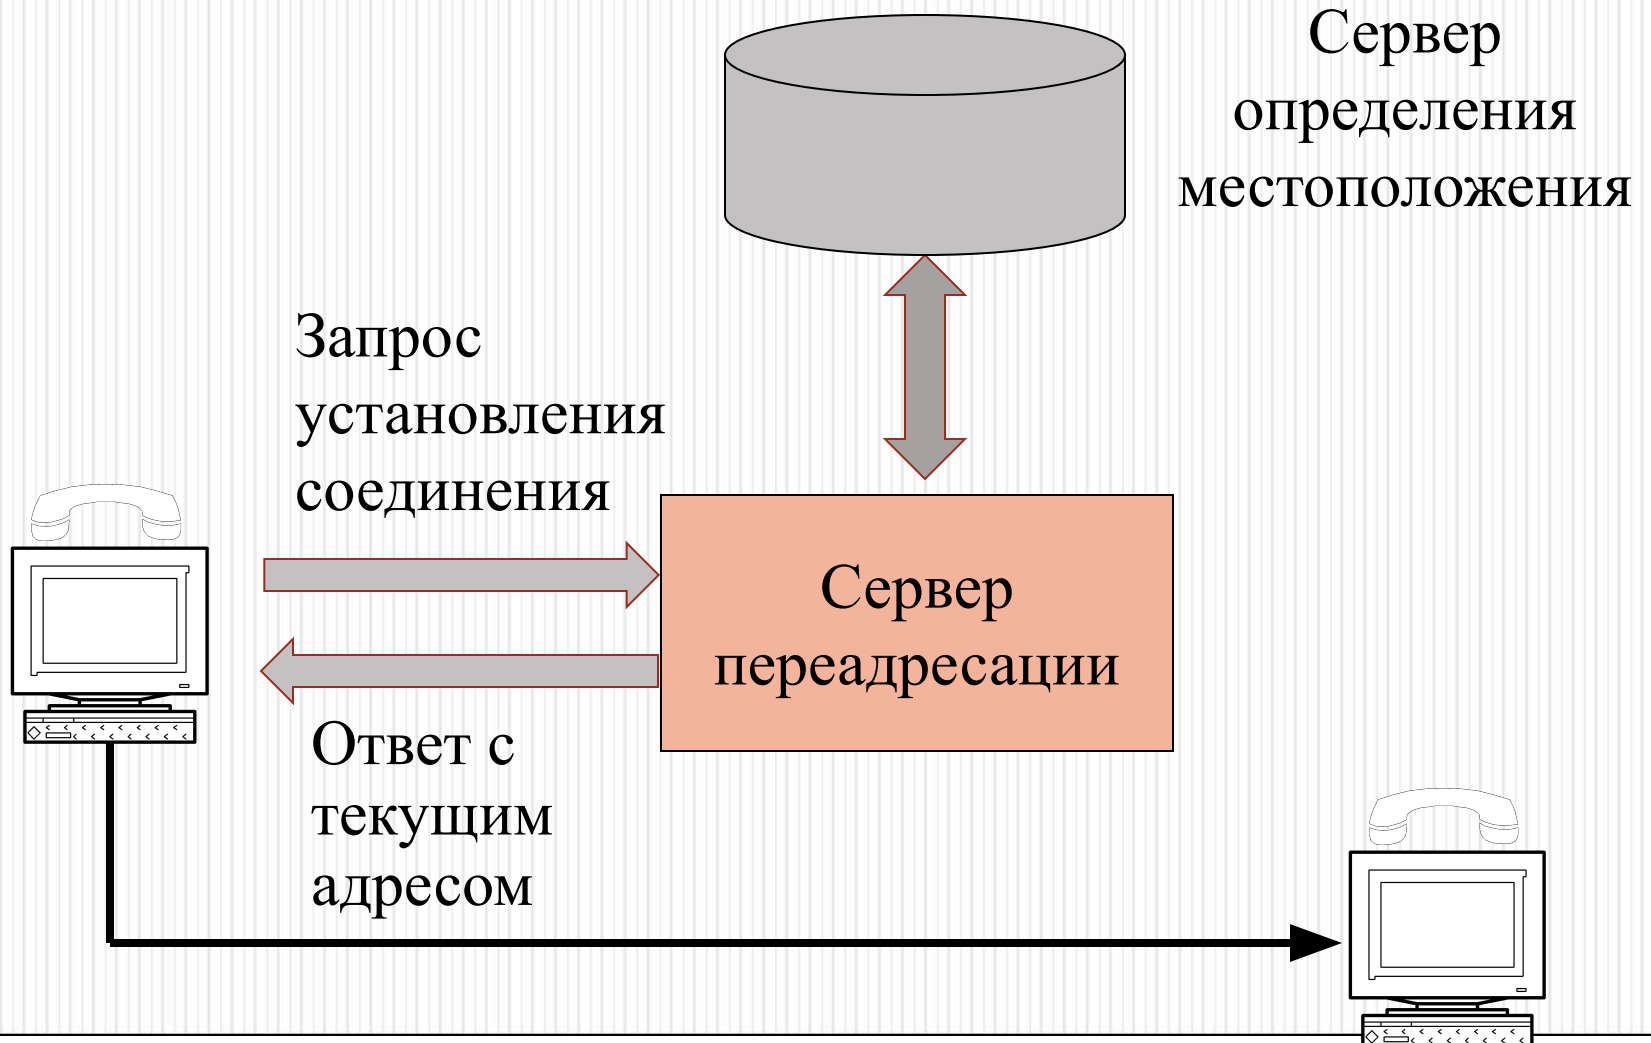 Сервер
определения
местоположения
Запрос
установления
соединения
Сервер
переадресации
Ответ с
текущим
адресом